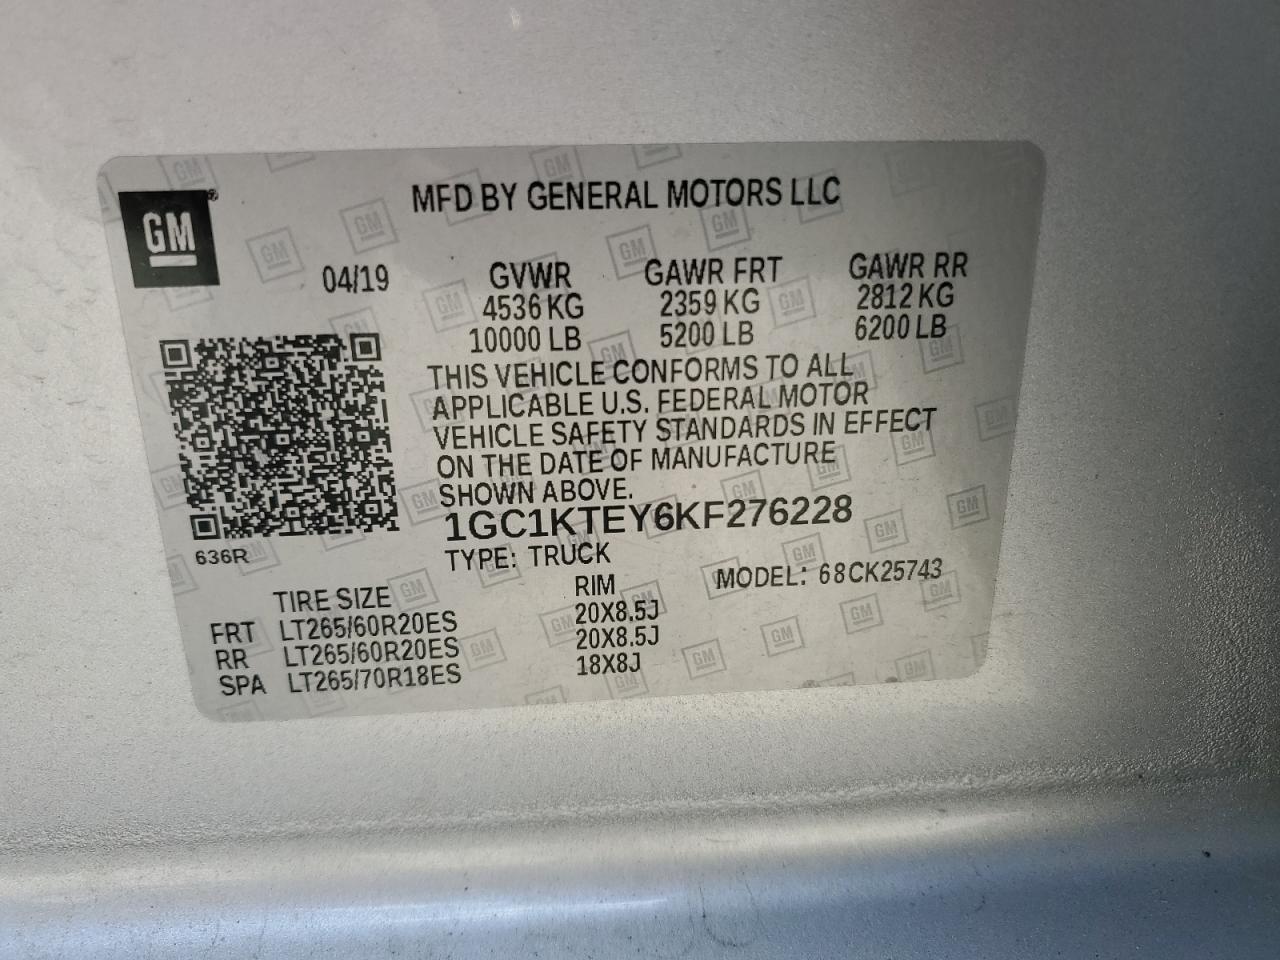 GM ®
MFD BY GENERAL MOTORS LLC
04/19
GVWR GAWR FRT GAWR RR
4536 KG 2359 KG 2812 KG
10000 LB 5200 LB 6200 LB
THIS VEHICLE CONFORMS TO ALL
APPLICABLE U.S. FEDERAL MOTOR
VEHICLE SAFETY STANDARDS IN EFFECT
ON THE DATE OF MANUFACTURE
SHOWN ABOVE.
1GC1KTEY6KF276228
636R
TYPE: TRUCK MODEL: 68CK25743
TIRE SIZE RIM
FRT LT265/60R20ES 20X8.5J
RR LT265/60R20ES 20X8.5J
SPA LT265/70R18ES 18X8J